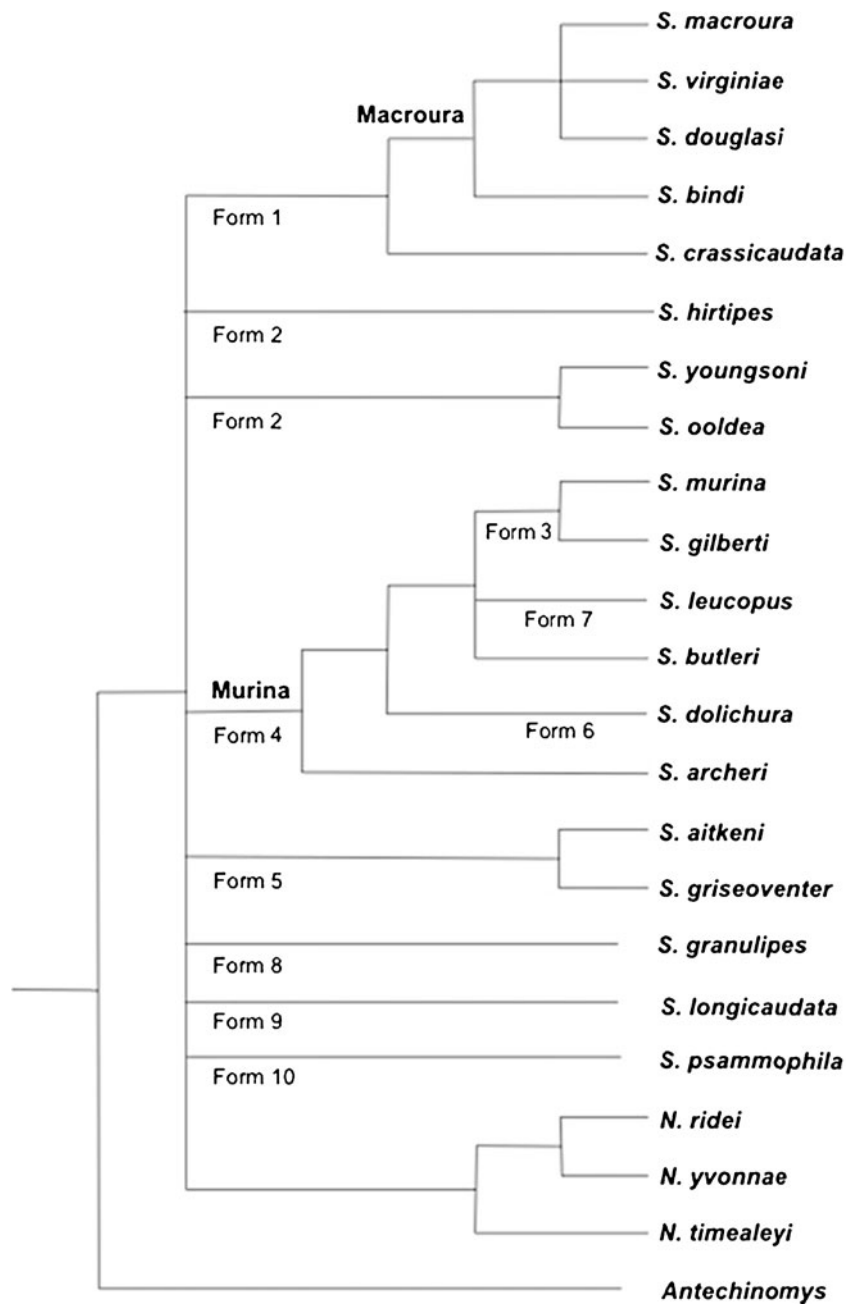 S. macroura
S. virginiae
Macroura
S. douglasi
S. bindi
Form 1
S. crassicaudata
S. hirtipes
Form 2
S. youngsoni
Form 2
S. ooldea
S. murina
Form 3
S. gilberti
S. leucopus
Form 7
S. butleri
Murina
Form 4
S. dolichura
Form 6
S. archeri
S. aitkeni
Form 5
S. griseoventer
S. granulipes
Form 8
S. longicaudata
Form 9
S. psammophila
Form 10
N. ridei
N. yvonnae
N. timealeyi
Antechinomys